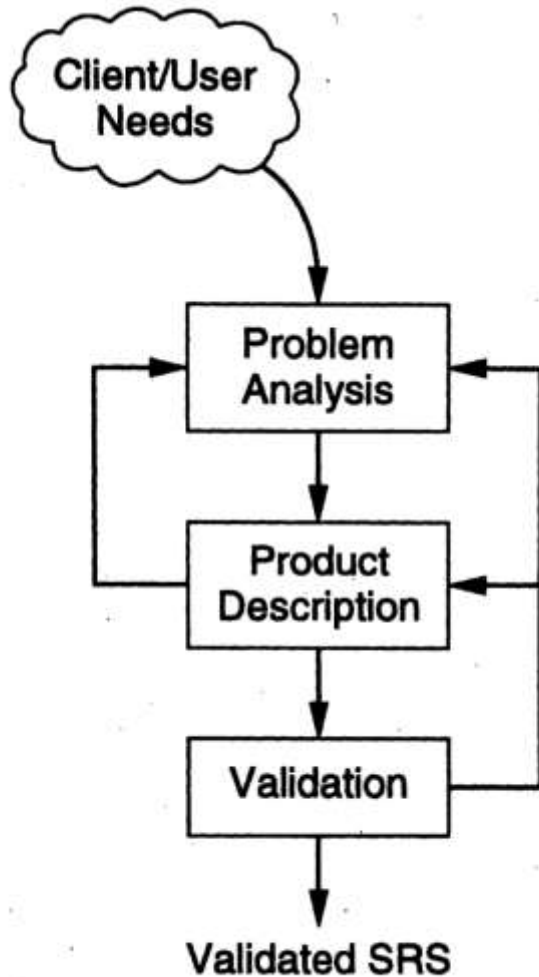 Client/User
Needs
Problem
Analysis
Product
Description
Validation
Validated SRS